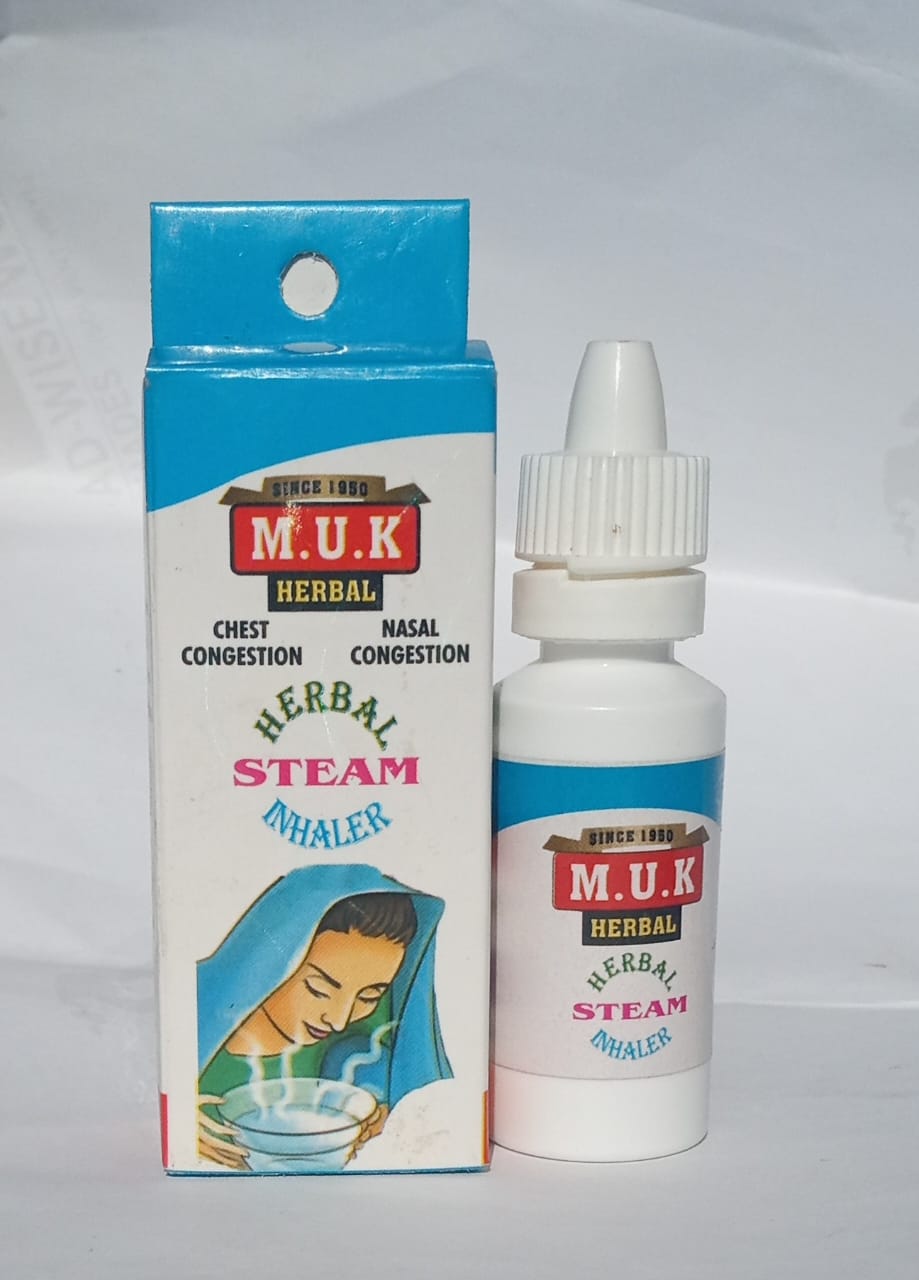 SINCE 1950
M.U.K
HERBAL
CHEST CONGESTION
NASAL CONGESTION
HERBAL
STEAM
INHALER
SINCE 1950
M.U.K
HERBAL
HERBAL
STEAM
INHALER